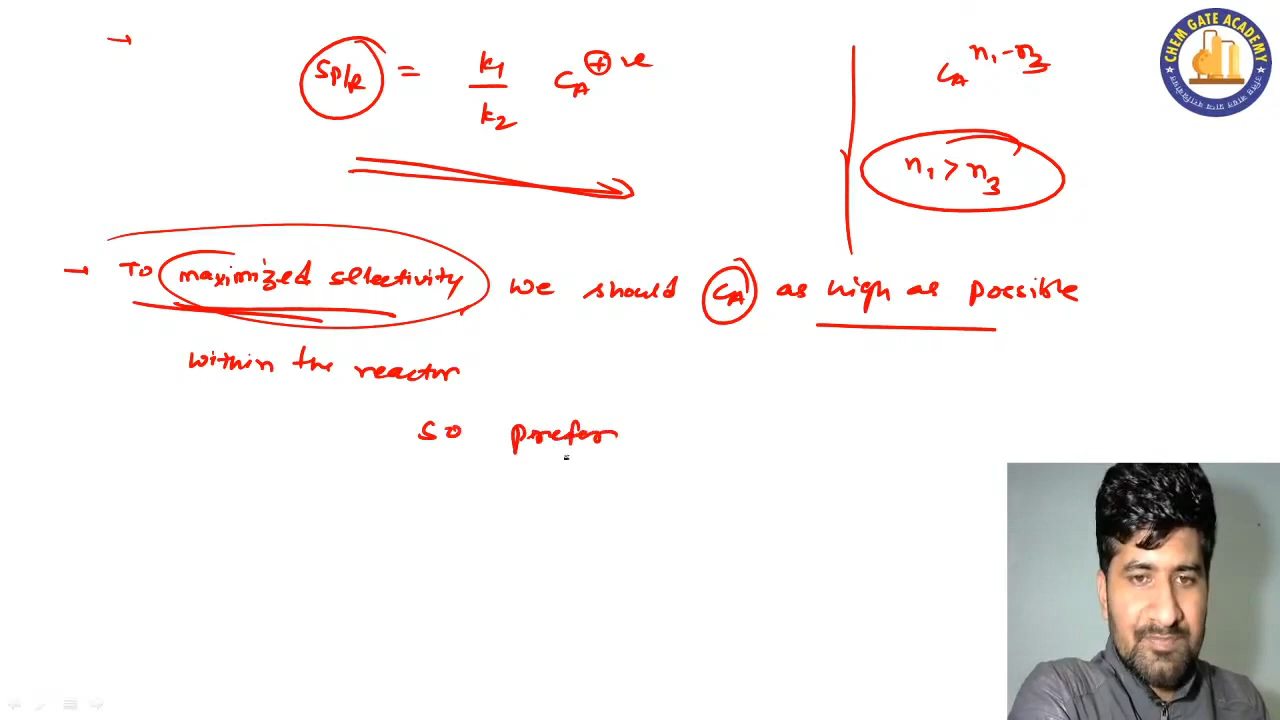 → SP/R = k1/k2 CA^⊕ve
CA^n1-n3
n1 > n3
→ To maximized selectivity we should CA as high as possible
within the reactor
so prefer
CHEM GATE ACADEMY